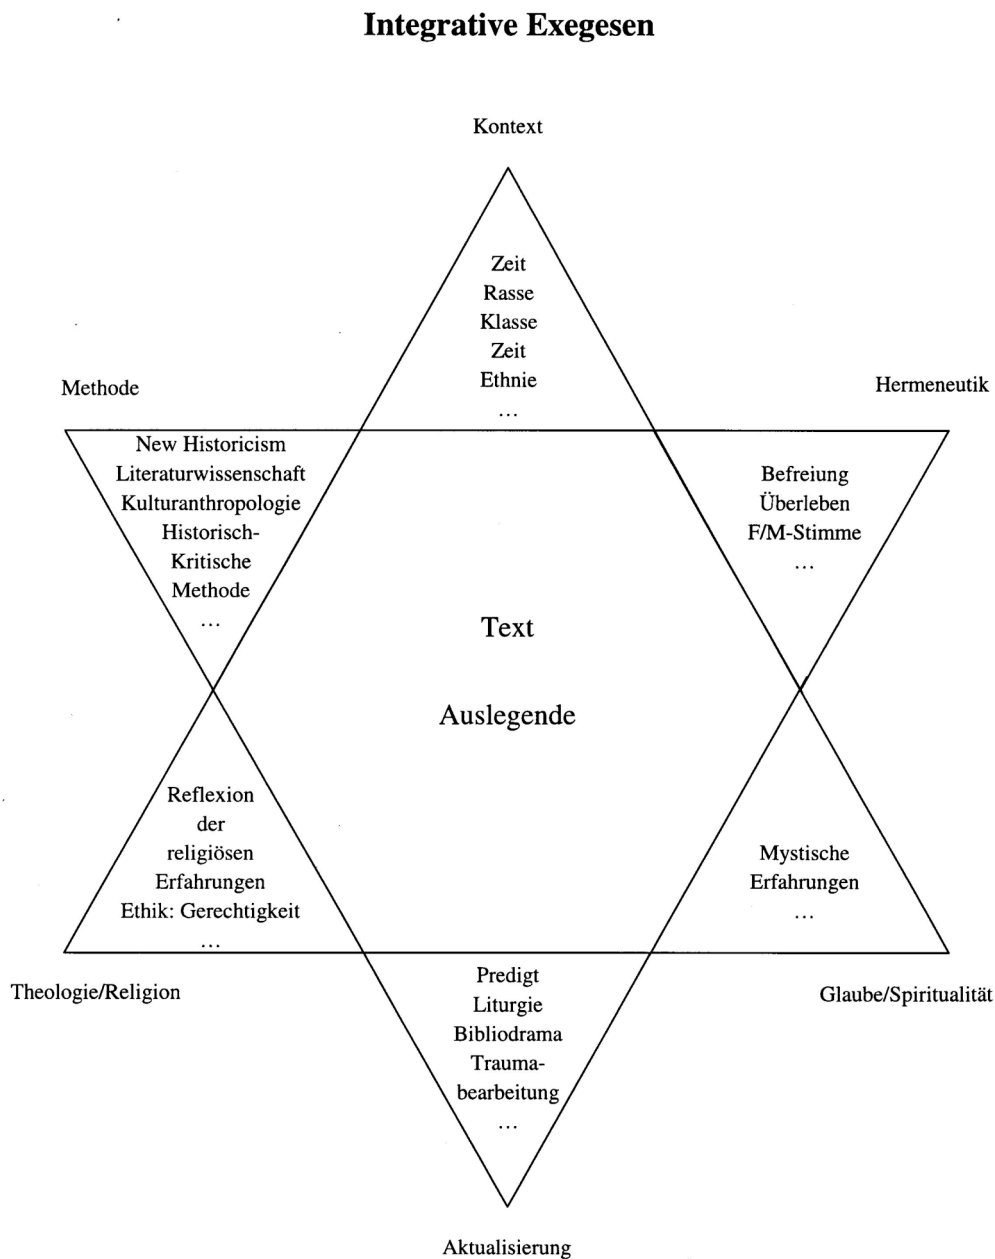 Integrative Exegesen
Kontext
Zeit
Rasse
Klasse
Zeit
Ethnie
...
Methode
New Historicism
Literaturwissenschaft
Kulturanthropologie
Historisch-
Kritische
Methode
...
Hermeneutik
Befreiung
Überleben
F/M-Stimme
...
Text
Auslegende
Reflexion
der
religiösen
Erfahrungen
Ethik: Gerechtigkeit
...
Theologie/Religion
Mystische
Erfahrungen
...
Glaube/Spiritualität
Predigt
Liturgie
Bibliodrama
Trauma-
bearbeitung
...
Aktualisierung